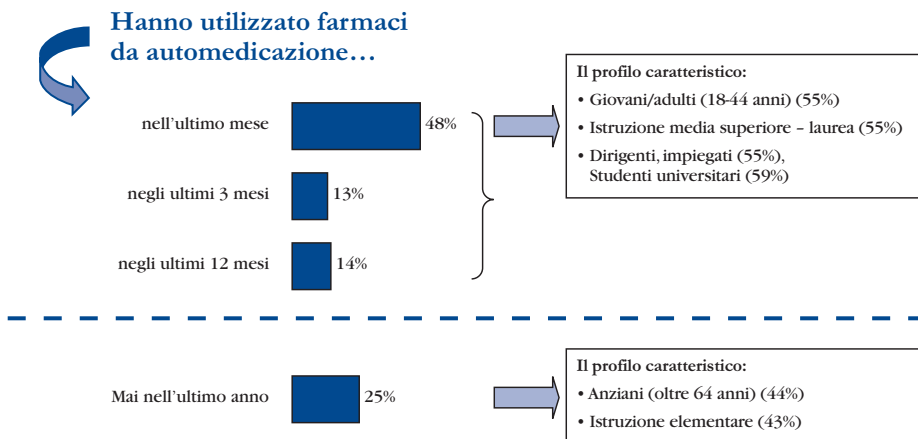 Hanno utilizzato farmaci
da automedicazione…
nell'ultimo mese
48%
negli ultimi 3 mesi
13%
negli ultimi 12 mesi
14%
Il profilo caratteristico:
• Giovani/adulti (18-44 anni) (55%)
• Istruzione media superiore – laurea (55%)
• Dirigenti, impiegati (55%),
Studenti universitari (59%)
Mai nell'ultimo anno
25%
Il profilo caratteristico:
• Anziani (oltre 64 anni) (44%)
• Istruzione elementare (43%)